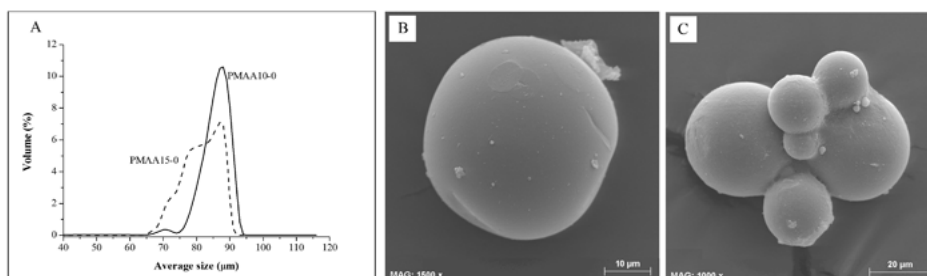 A
PMAA10-0
PMAA15-0
Volume (%)
12
10
8
6
4
2
0
40 50 60 70 80 90 100 110 120
Average size (µm)
B
MAG: 1500 x
10 µm
C
MAG: 1000 x
20 µm